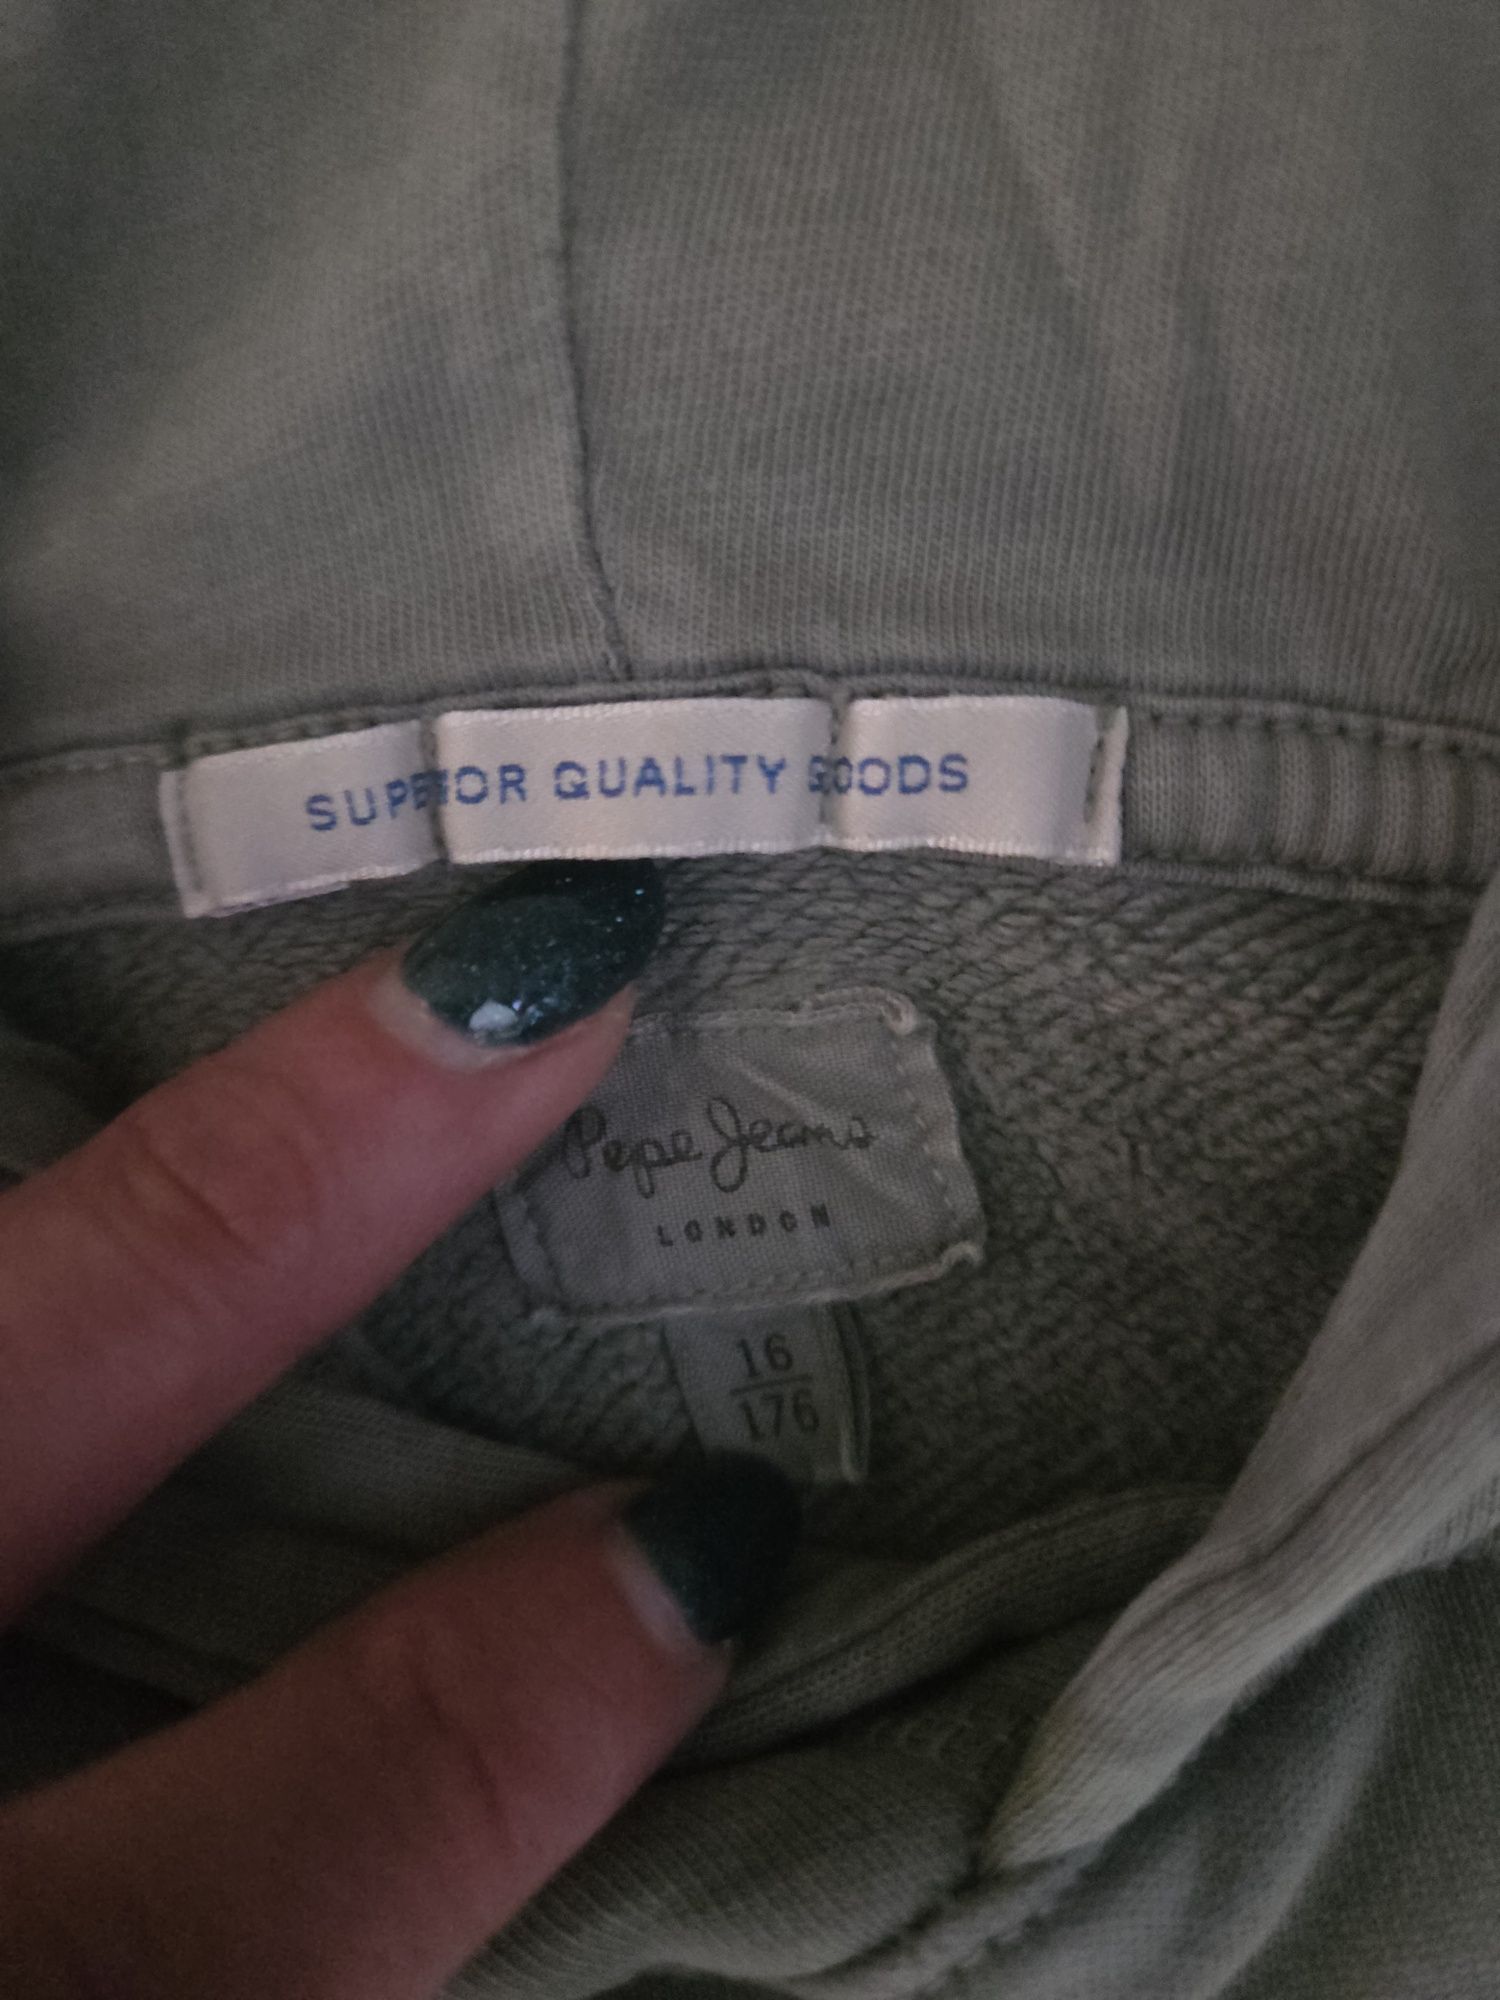 SUPERIOR QUALITY GOODS
Pepe Jeans
LONDON
16
176